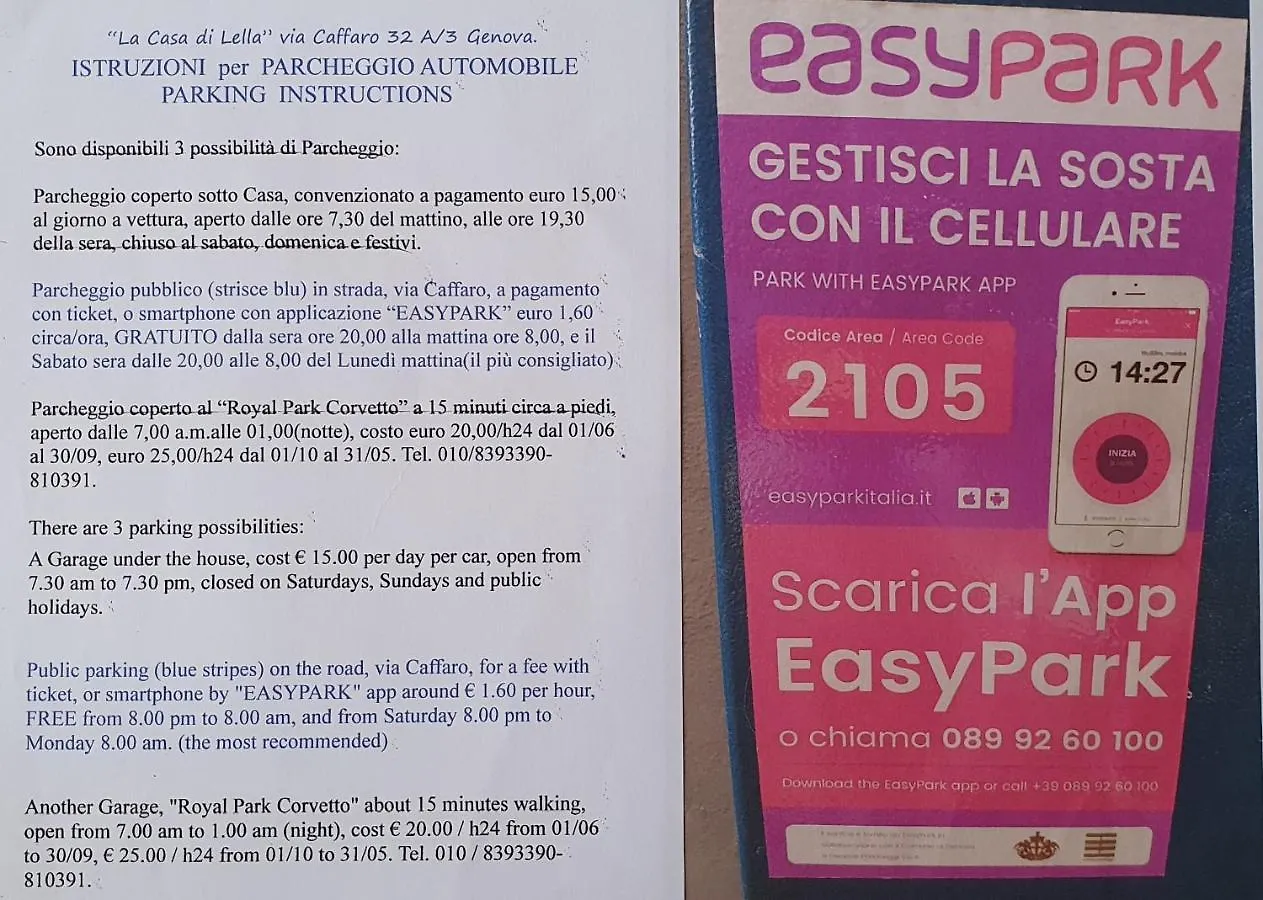 "La Casa di Lella" via Caffaro 32 A/3 Genova.
ISTRUZIONI per PARCHEGGIO AUTOMOBILE
PARKING INSTRUCTIONS
Sono disponibili 3 possibilità di Parcheggio:
Parcheggio coperto sotto Casa, convenzionato a pagamento euro 15,00
al giorno a vettura, aperto dalle ore 7,30 del mattino, alle ore 19,30
della sera, chiuso al sabato, domenica e festivi.
Parcheggio pubblico (strisce blu) in strada, via Caffaro, a pagamento
con ticket, o smartphone con applicazione "EASYPARK" euro 1,60
circa/ora, GRATUITO dalla sera ore 20,00 alla mattina ore 8,00, e il
Sabato sera dalle 20,00 alle 8,00 del Lunedì mattina(il più consigliato)
Parcheggio coperto al "Royal Park Corvetto" a 15 minuti circa a piedi,
aperto dalle 7,00 a.m.alle 01,00(notte), costo euro 20,00/h24 dal 01/06
al 30/09, euro 25,00/h24 dal 01/10 al 31/05. Tel. 010/8393390-
810391.
There are 3 parking possibilities:
A Garage under the house, cost € 15.00 per day per car, open from
7.30 am to 7.30 pm, closed on Saturdays, Sundays and public
holidays.
Public parking (blue stripes) on the road, via Caffaro, for a fee with
ticket, or smartphone by "EASYPARK" app around € 1.60 per hour,
FREE from 8.00 pm to 8.00 am, and from Saturday 8.00 pm to
Monday 8.00 am. (the most recommended)
Another Garage, "Royal Park Corvetto" about 15 minutes walking,
open from 7.00 am to 1.00 am (night), cost € 20.00 / h24 from 01/06
to 30/09, € 25.00 / h24 from 01/10 to 31/05. Tel. 010 / 8393390-
810391.
easypark
GESTISCI LA SOSTA
CON IL CELLULARE
PARK WITH EASYPARK APP
Codice Area / Area Code
2105
EasyPark
14:27
INIZIA
easyparkitalia.it
Scarica l'App
EasyPark
o chiama 089 92 60 100
Download the EasyPark app or call +39 089 92 60 100